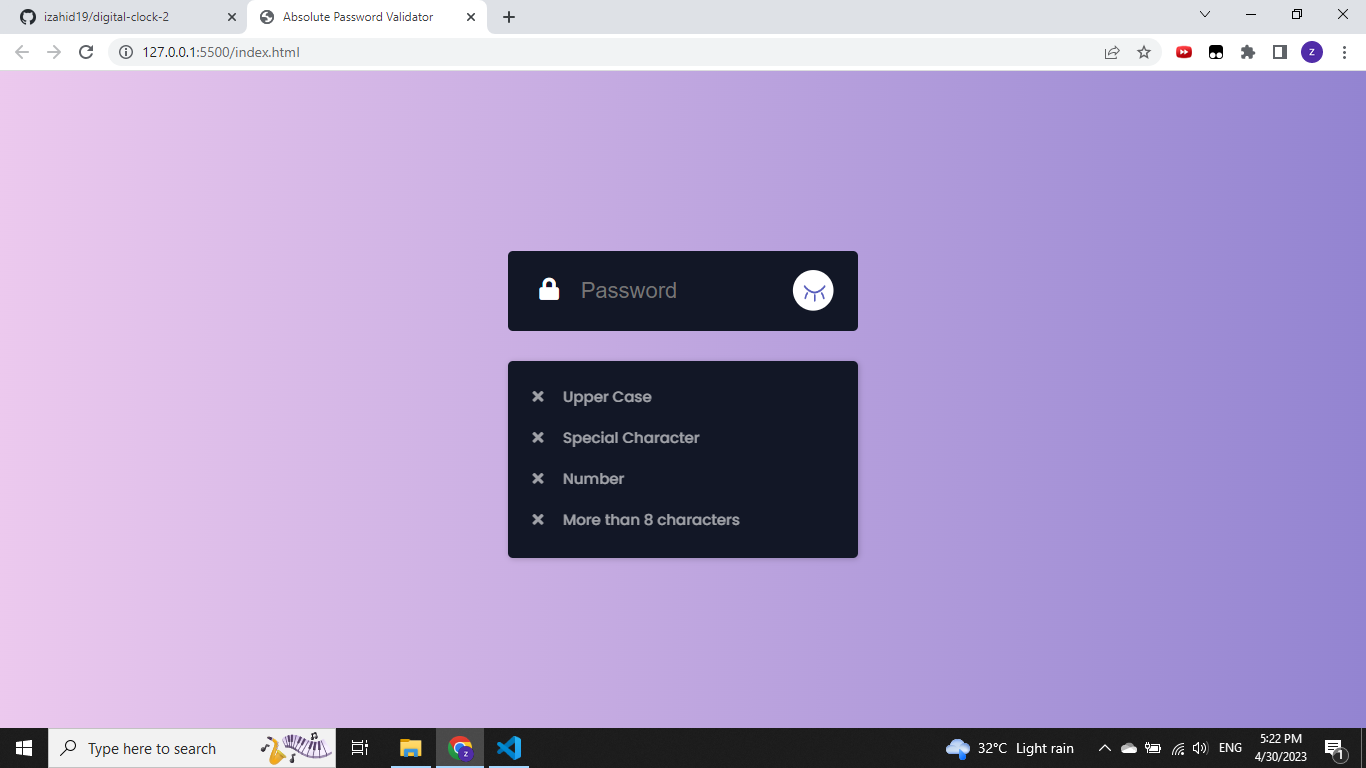 izahid19/digital-clock-2
Absolute Password Validator
127.0.0.1:5500/index.html
z
Password
Upper Case
Special Character
Number
More than 8 characters
Type here to search
z
32°C Light rain
ENG
5:22 PM
4/30/2023
1